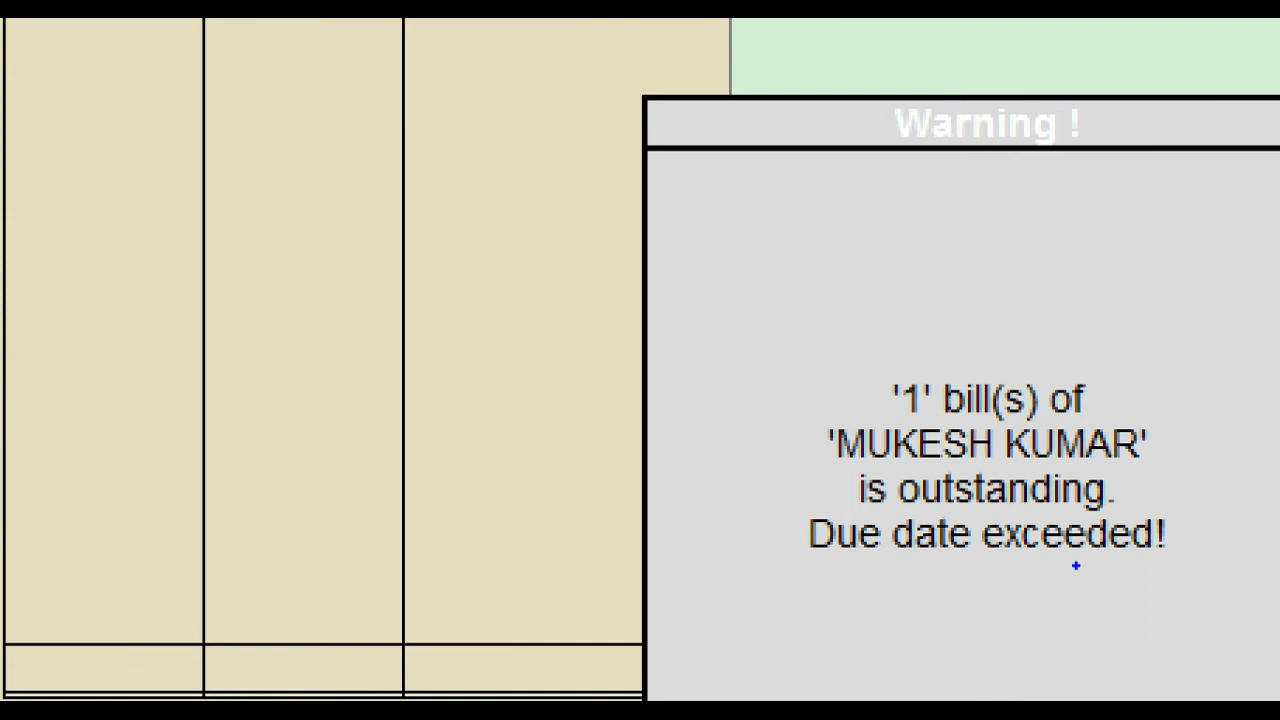 Warning !
'1' bill(s) of
'MUKESH KUMAR'
is outstanding.
Due date exceeded!